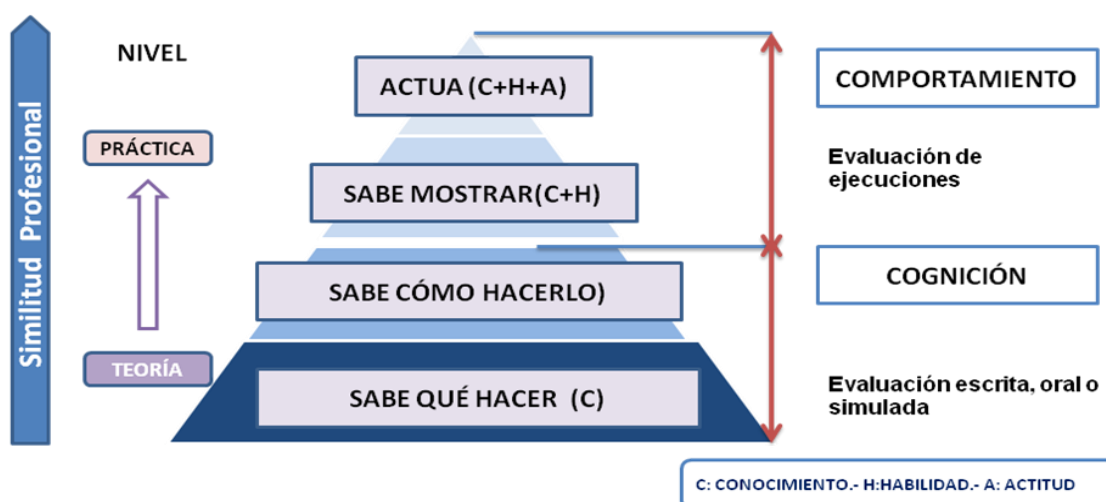 Similitud Profesional
NIVEL
PRÁCTICA
TEORÍA
ACTUA (C+H+A)
SABE MOSTRAR(C+H)
SABE CÓMO HACERLO)
SABE QUÉ HACER (C)
COMPORTAMIENTO
Evaluación de
ejecuciones
COGNICIÓN
Evaluación escrita, oral o
simulada
C: CONOCIMIENTO.- H:HABILIDAD.- A: ACTITUD